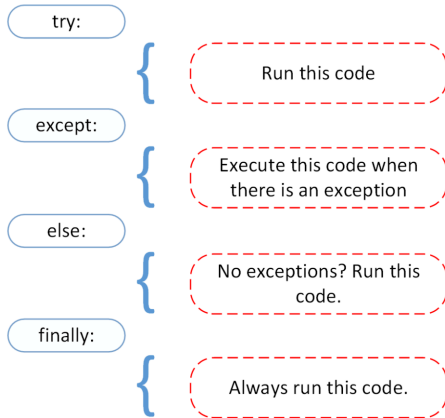 try:
Run this code
except:
Execute this code when
there is an exception
else:
No exceptions? Run this
code.
finally:
Always run this code.